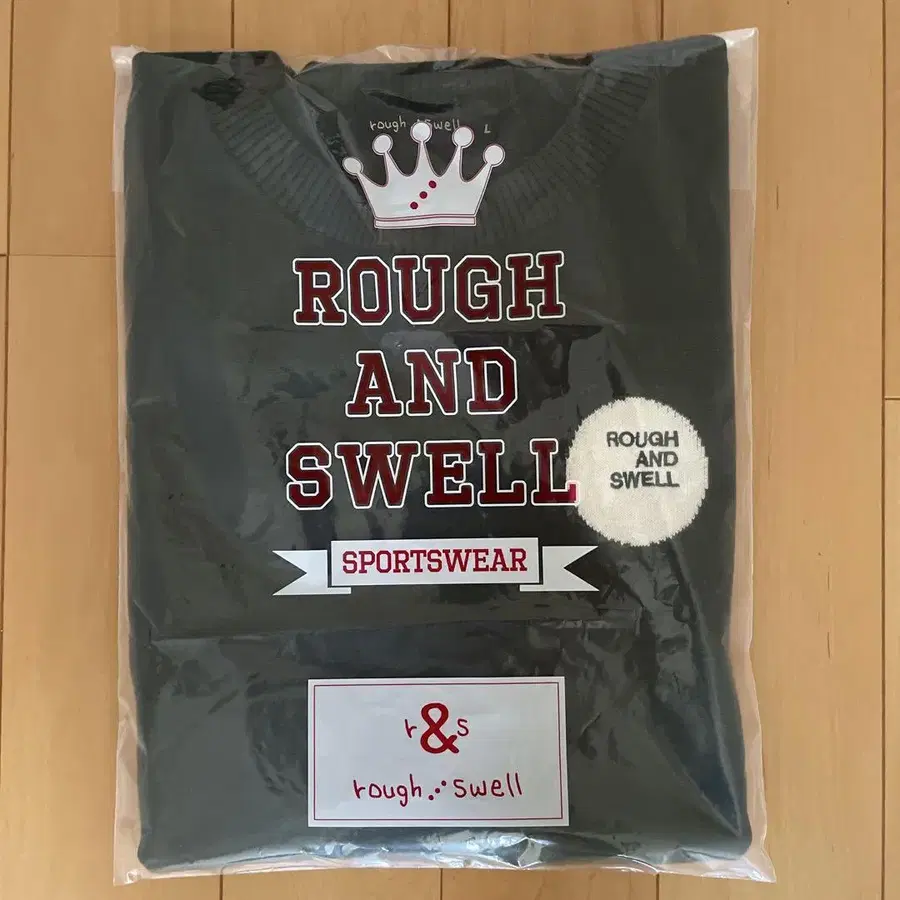 rough ⋰ swell L
ROUGH
AND
SWELL
ROUGH
AND
SWELL
SPORTSWEAR
r&s
rough ⋰ swell